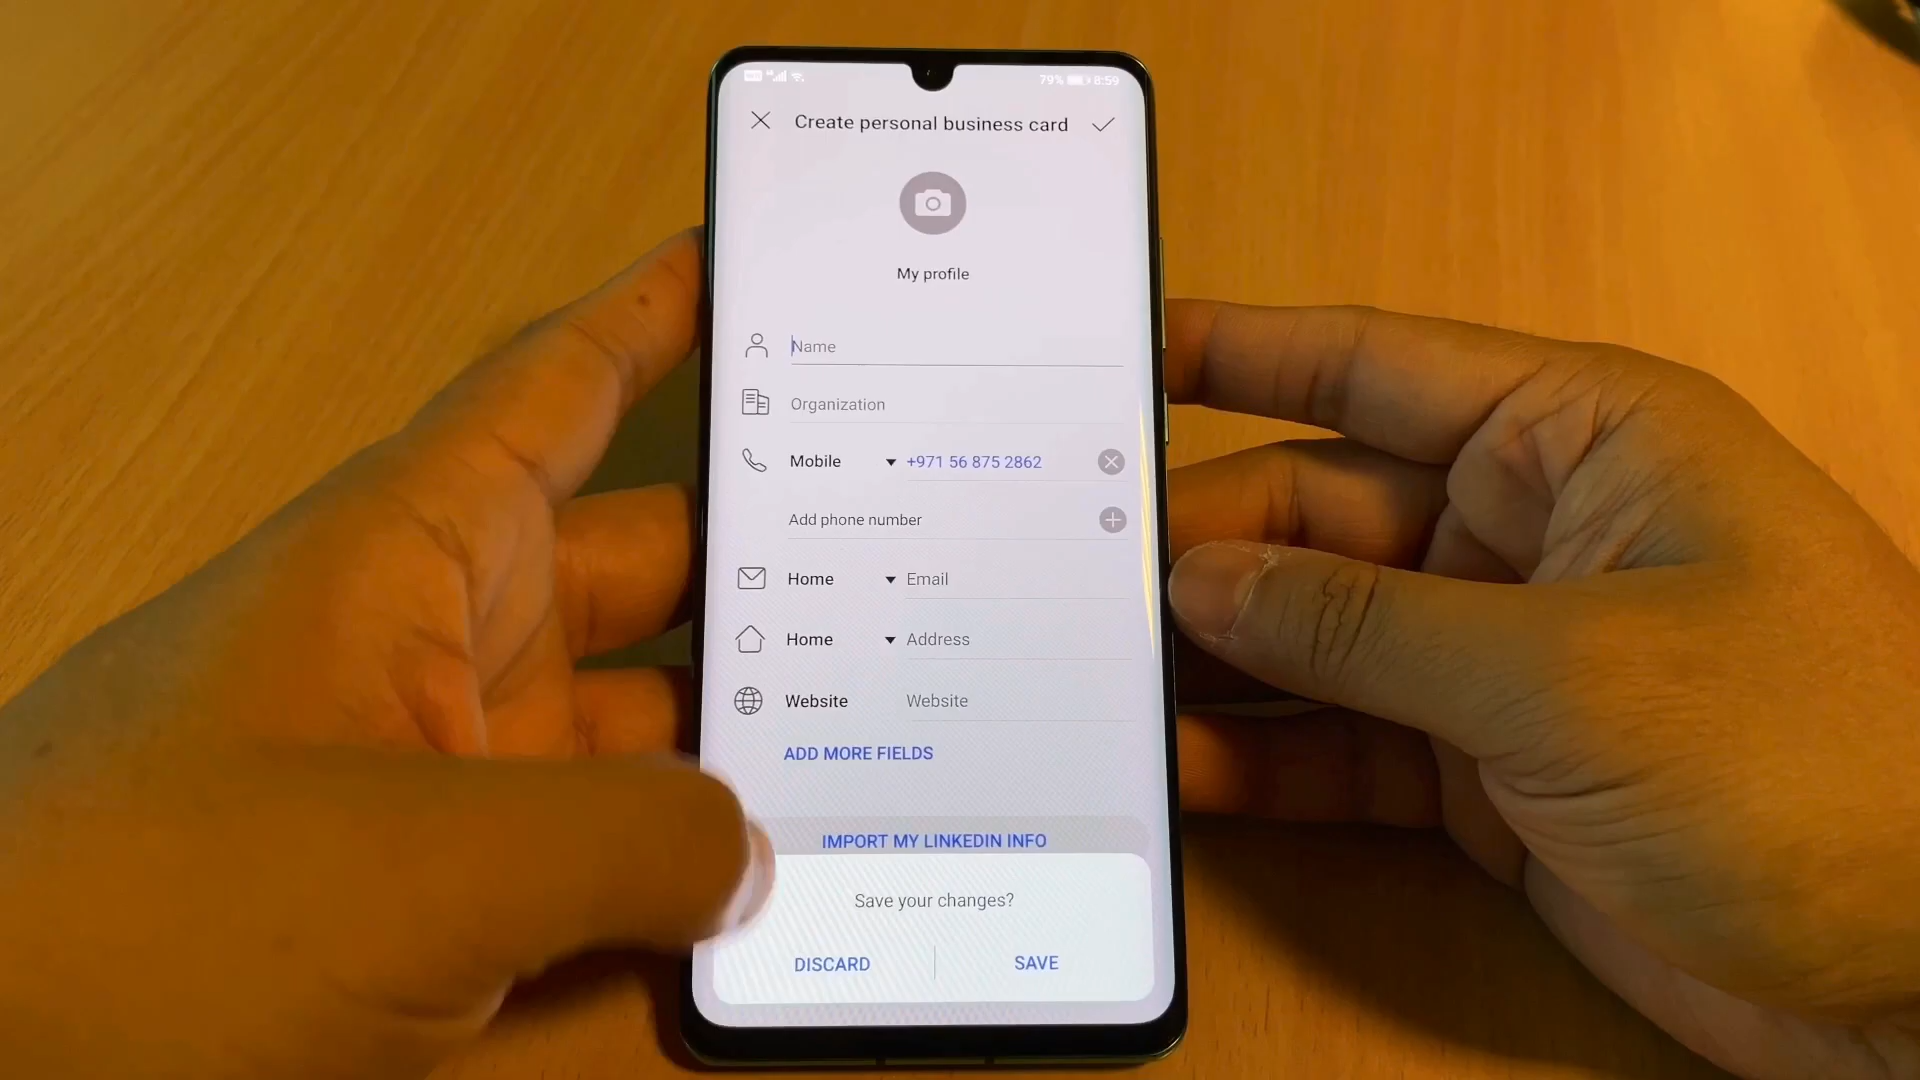 79% 8:59
Create personal business card
My profile
Name
Organization
Mobile +971 56 875 2862
Add phone number
Home Email
Home Address
Website Website
ADD MORE FIELDS
IMPORT MY LINKEDIN INFO
Save your changes?
DISCARD SAVE